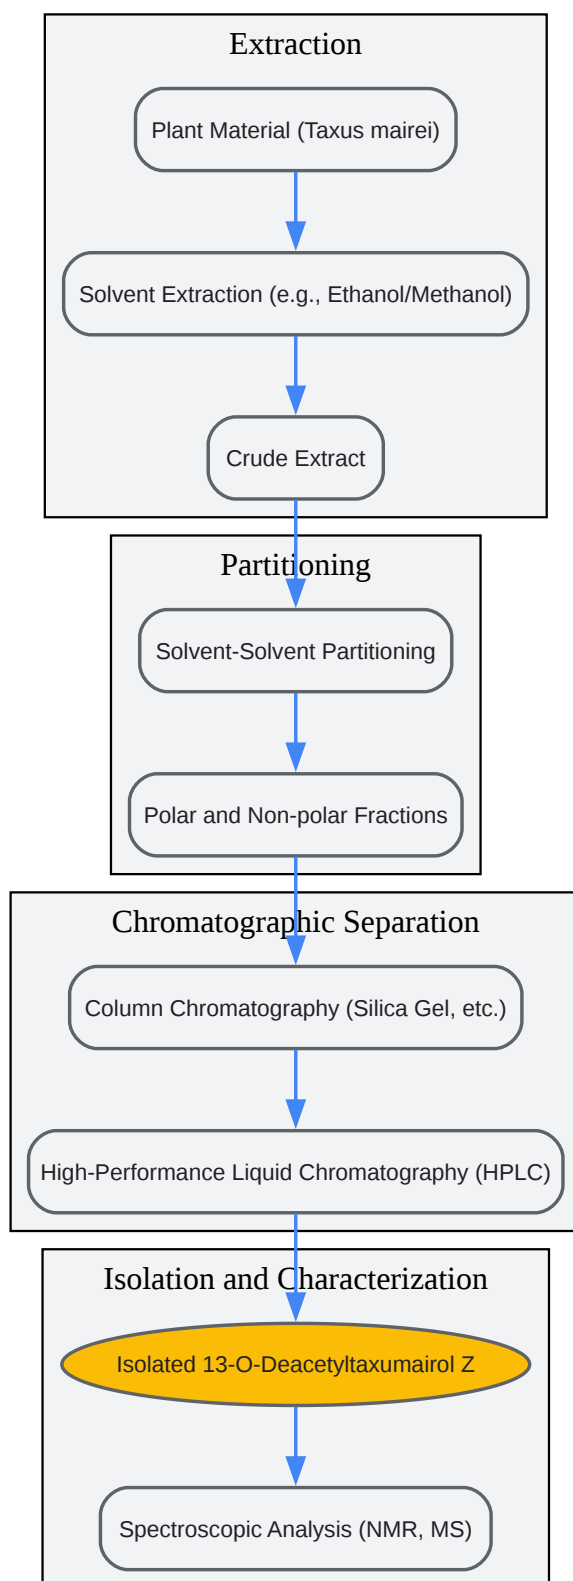 Extraction
Plant Material (Taxus mairei)
Solvent Extraction (e.g., Ethanol/Methanol)
Crude Extract
Partitioning
Solvent-Solvent Partitioning
Polar and Non-polar Fractions
Chromatographic Separation
Column Chromatography (Silica Gel, etc.)
High-Performance Liquid Chromatography (HPLC)
Isolation and Characterization
Isolated 13-O-Deacetyltaxumairol Z
Spectroscopic Analysis (NMR, MS)